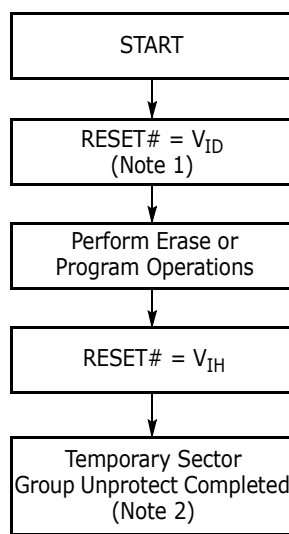 START
RESET# = VID
(Note 1)
Perform Erase or
Program Operations
RESET# = VIH
Temporary Sector
Group Unprotect Completed
(Note 2)